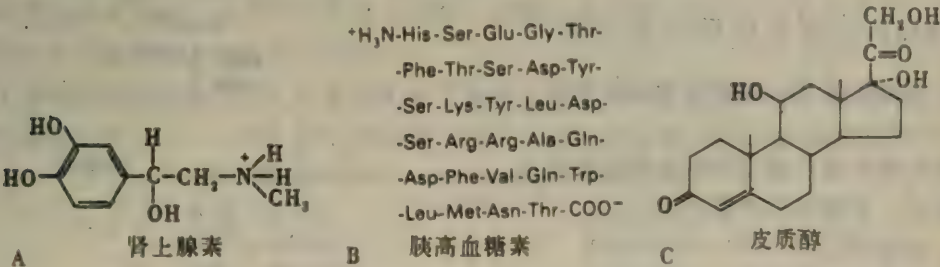 HO
HO
H
C
OH
CH₂
N
+
H
H
CH₃
A 肾上腺素
⁺H₃N-His-Ser-Glu-Gly-Thr-
-Phe-Thr-Ser-Asp-Tyr-
-Ser-Lys-Tyr-Leu-Asp-
-Ser-Arg-Arg-Ala-Gln-
-Asp-Phe-Val-Gln-Trp-
-Leu-Met-Asn-Thr-COO⁻
B 胰高血糖素
CH₂OH
C=O
OH
HO
O
C 皮质醇